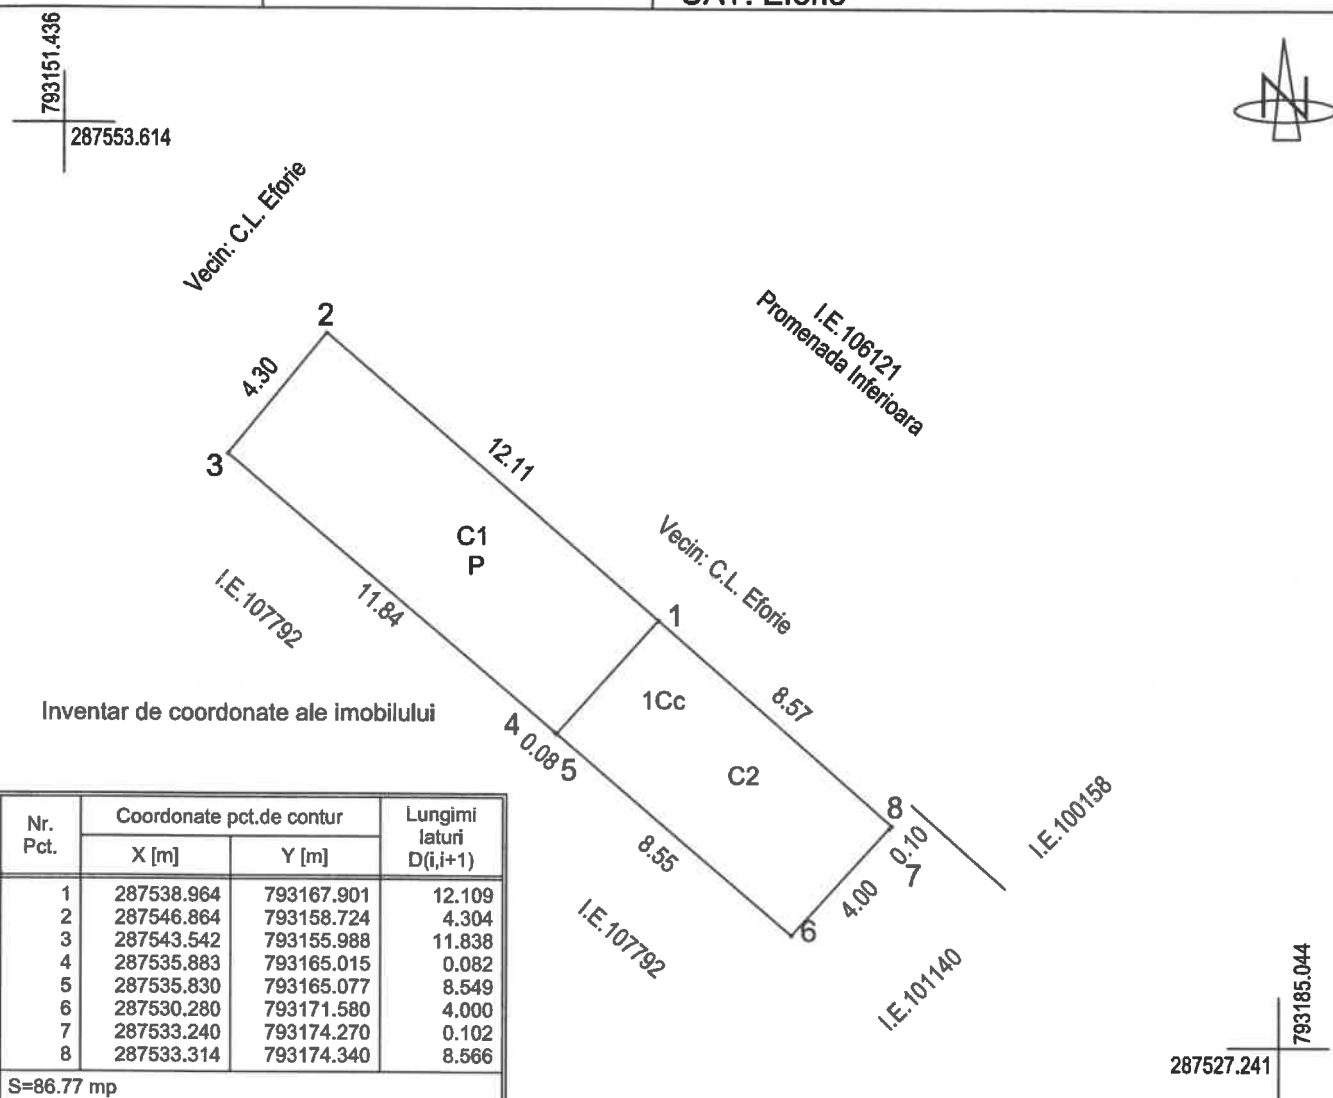 793151.436
287553.614
N
Vecin: C.L. Eforie
2
I.E.106121
Promenada Inferioara
4.30
3
12.11
C1
P
Vecin: C.L. Eforie
I.E.107792
11.84
1
1Cc
8.57
Inventar de coordonate ale imobilului
4
0.08
5
C2
8
0.10
7
I.E.100158
8.55
4.00
6
I.E.107792
I.E.101140
793185.044
287527.241
Nr. Pct. Coordonate pct.de contur Lungimi laturi D(i,i+1)
X [m] Y [m]
1 287538.964 793167.901 12.109
2 287546.864 793158.724 4.304
3 287543.542 793155.988 11.838
4 287535.883 793165.015 0.082
5 287535.830 793165.077 8.549
6 287530.280 793171.580 4.000
7 287533.240 793174.270 0.102
8 287533.314 793174.340 8.566
S=86.77 mp